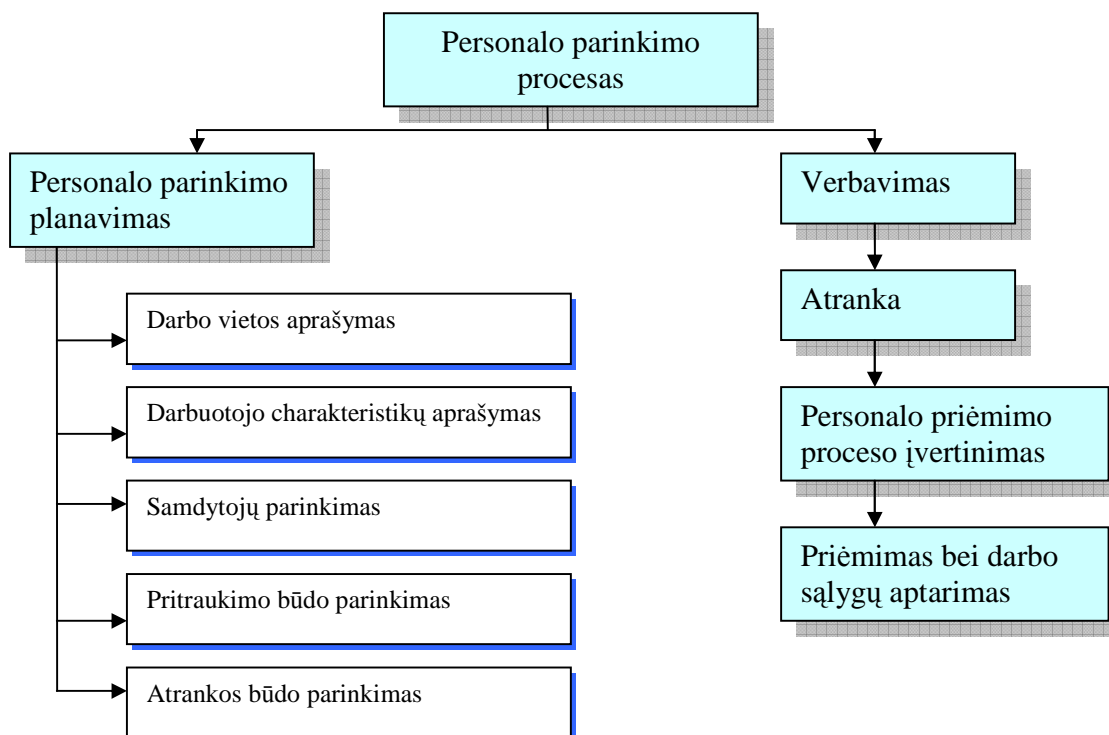 Personalo parinkimo
procesas
Personalo parinkimo
planavimas
Darbo vietos aprašymas
Darbuotojo charakteristikų aprašymas
Samdytojų parinkimas
Pritraukimo būdo parinkimas
Atrankos būdo parinkimas
Verbavimas
Atranka
Personalo priėmimo
proceso įvertinimas
Priėmimas bei darbo
sąlygų aptarimas